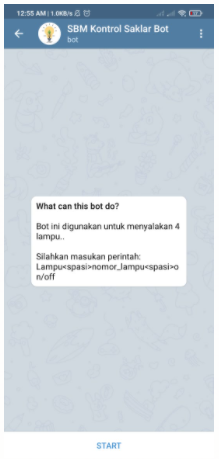 12:55 AM | 1.0KB/s
SBM Kontrol Saklar Bot
bot
What can this bot do?
Bot ini digunakan untuk menyalakan 4
lampu..
Silahkan masukan perintah:
Lampu<spasi>nomor_lampu<spasi>o
n/off
START